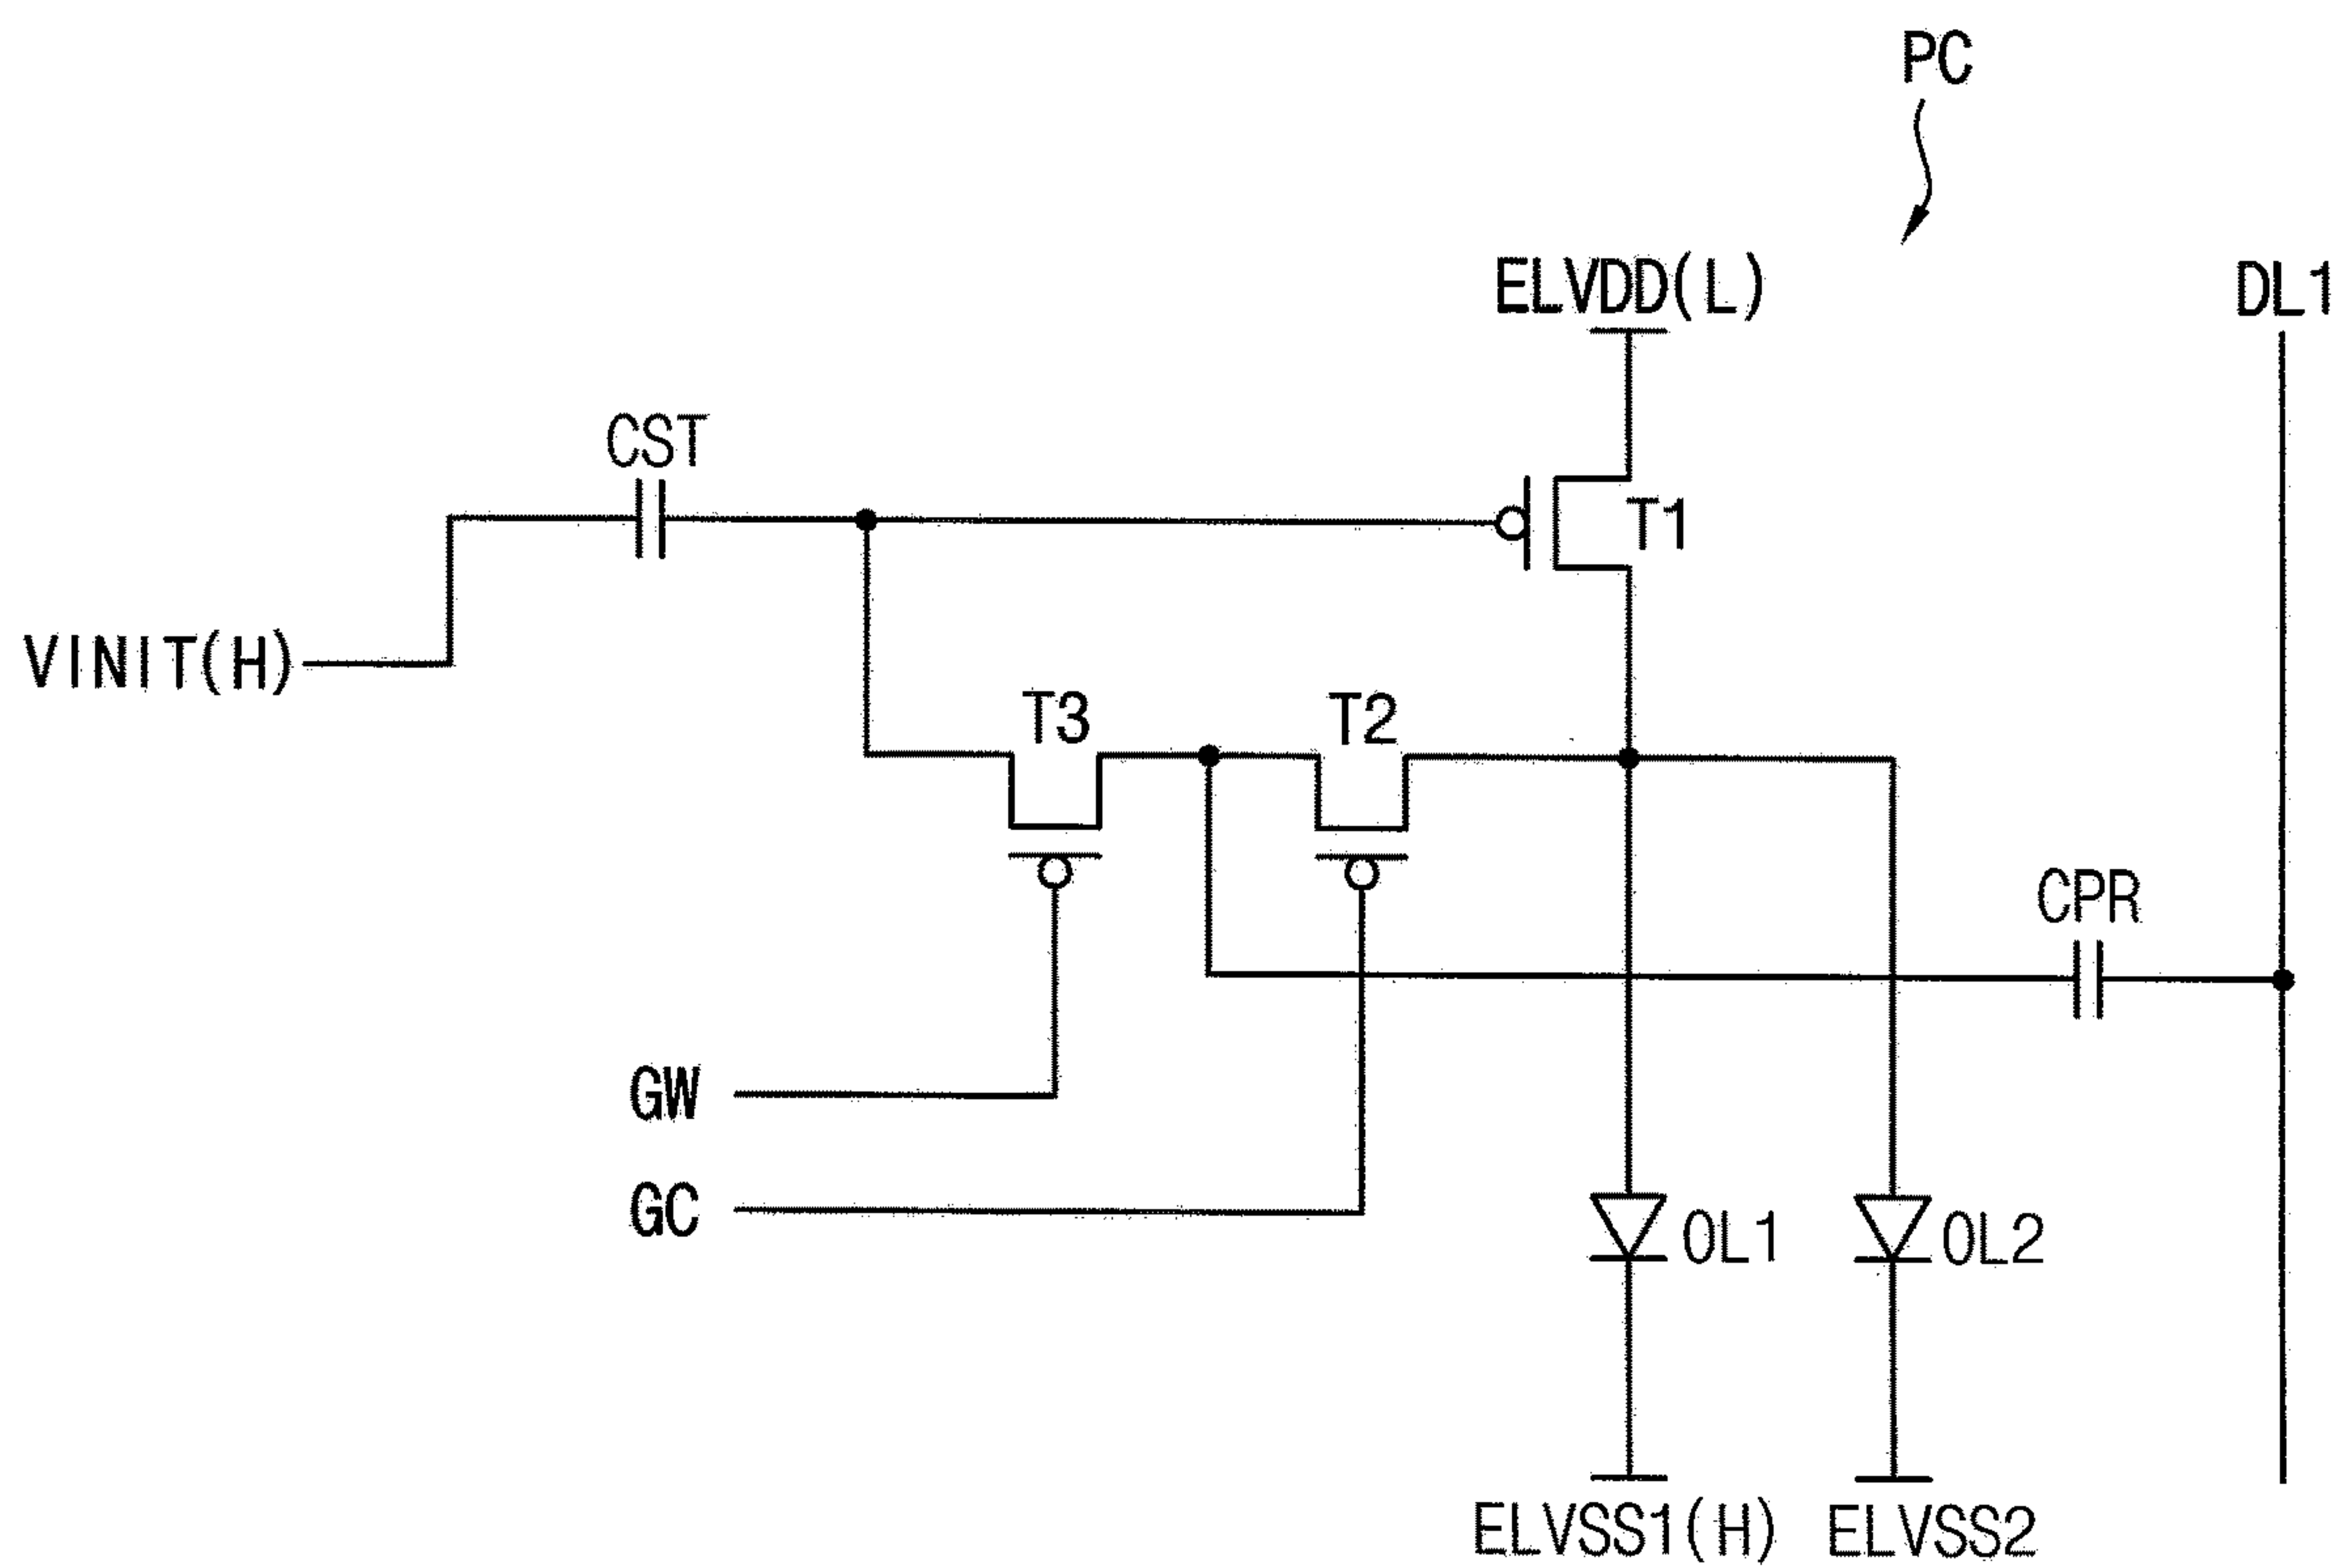 PC
ELVDD(L)
DL1
CST
T1
VINIT(H)
T3
T2
CPR
GW
GC
OL1
OL2
ELVSS1(H)
ELVSS2